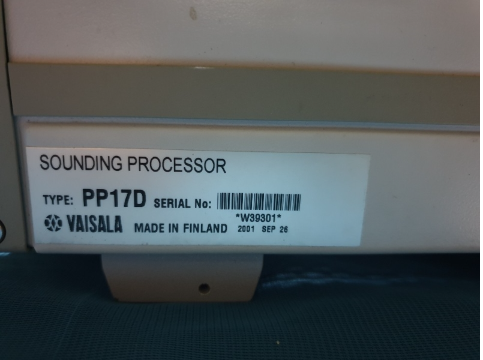 SOUNDING PROCESSOR
TYPE: PP17D SERIAL No:
*W39301*
VAISALA MADE IN FINLAND 2001 SEP 26